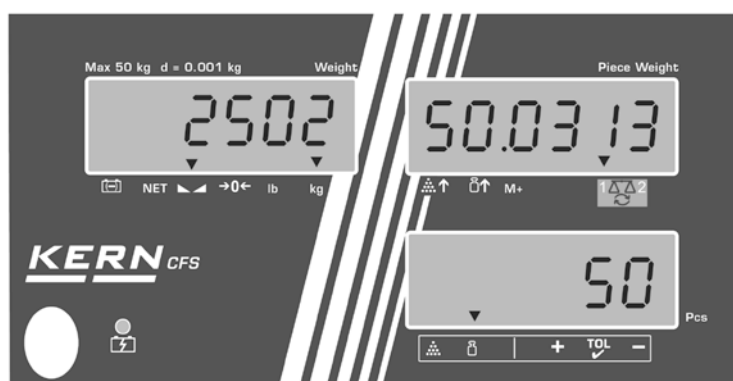 Max 50 kg d = 0.001 kg Weight
Piece Weight
2502
50.0313
NET →0← lb kg
M+
1 2
KERN CFS
50
Pcs
+ TOL −